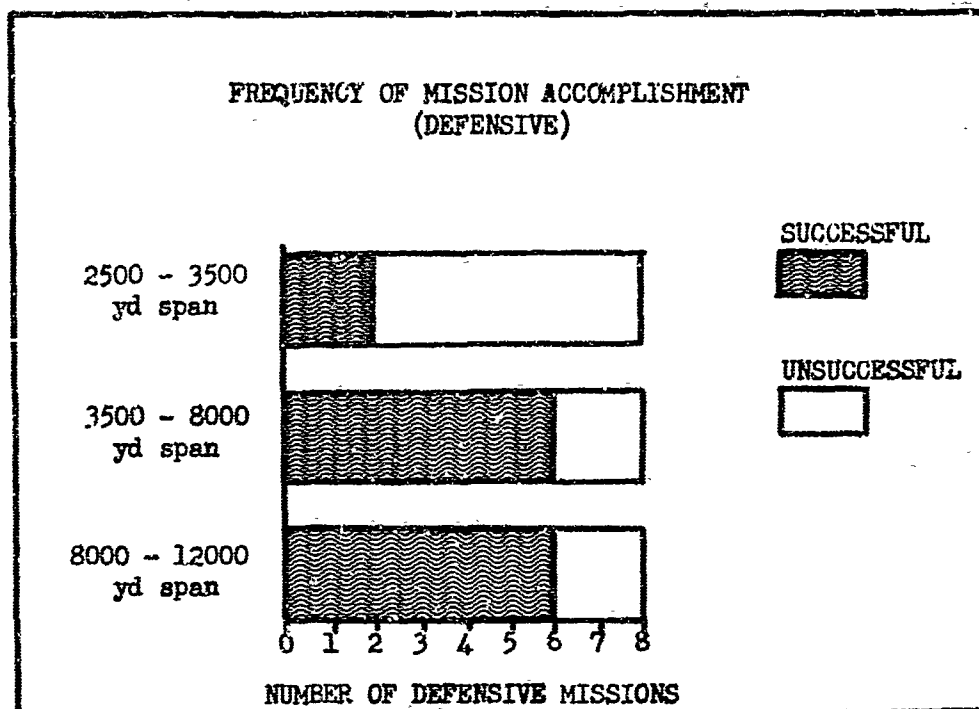 FREQUENCY OF MISSION ACCOMPLISHMENT
(DEFENSIVE)
SUCCESSFUL
2500 - 3500
yd span
UNSUCCESSFUL
3500 - 8000
yd span
8000 - 12000
yd span
0 1 2 3 4 5 6 7 8
NUMBER OF DEFENSIVE MISSIONS